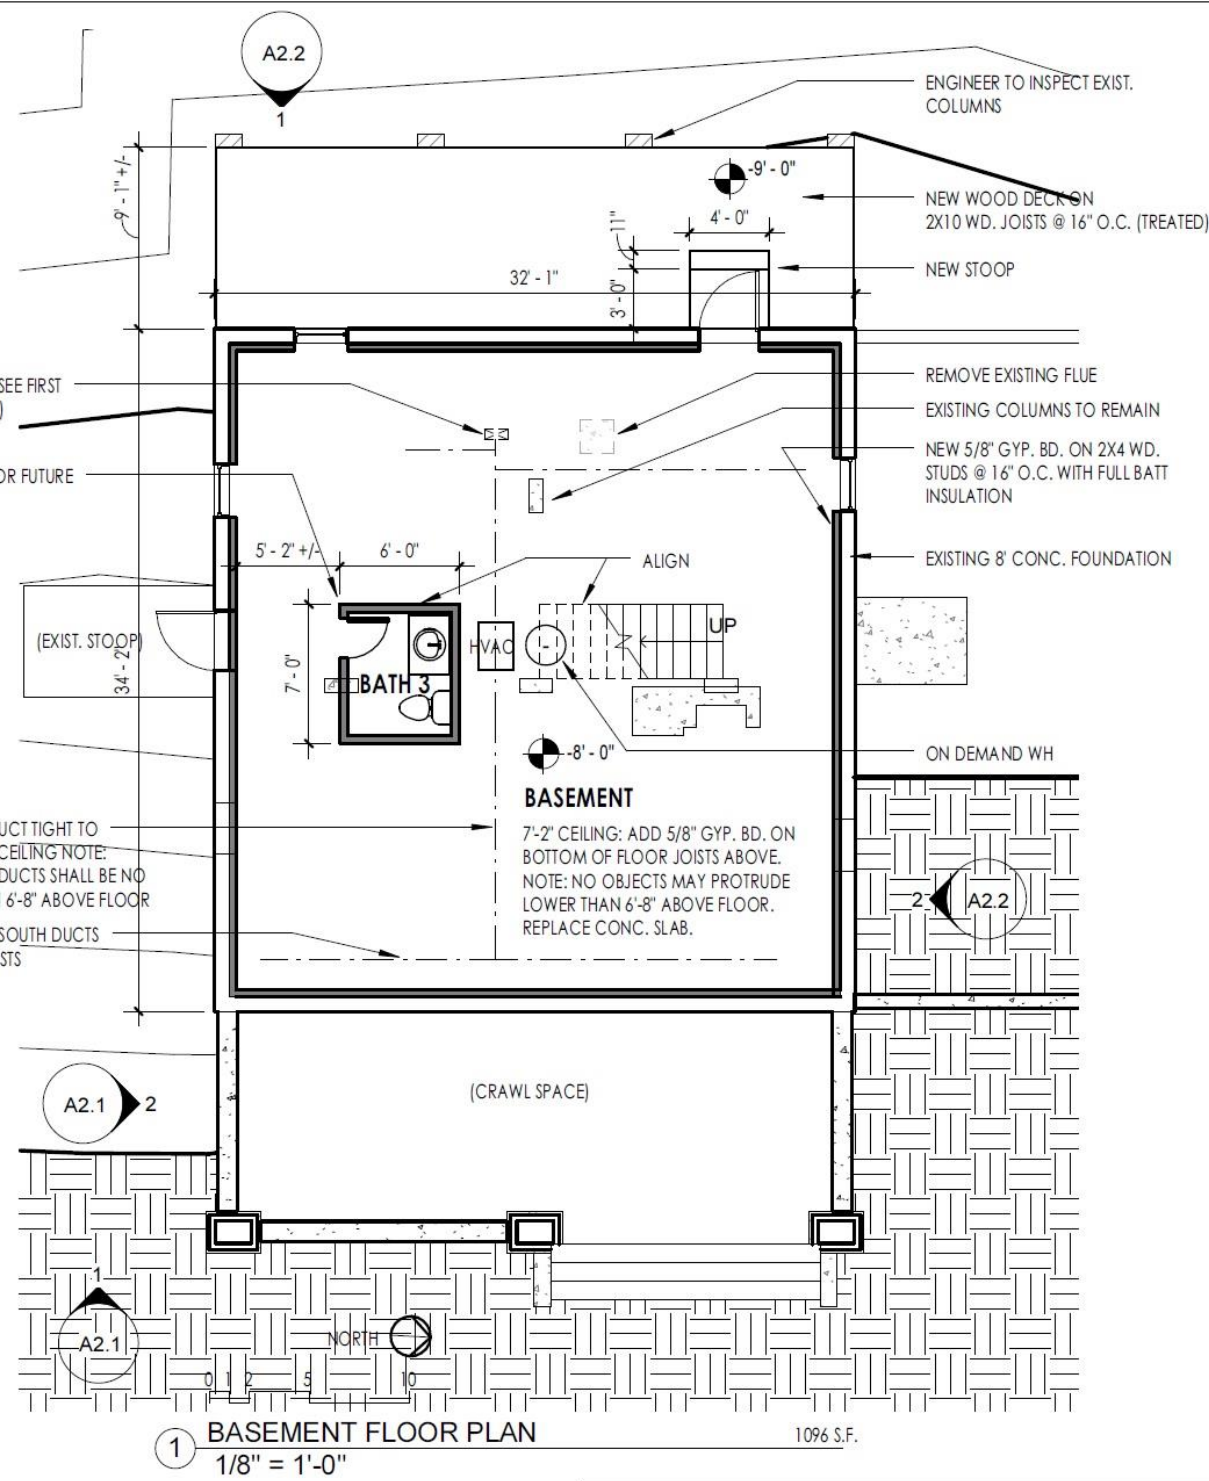 A2.2
1
ENGINEER TO INSPECT EXIST.
COLUMNS
9' - 1" +/-
-9' - 0"
NEW WOOD DECK ON
2X10 WD. JOISTS @ 16" O.C. (TREATED)
4' - 0"
11"
NEW STOOP
32' - 1"
3' - 0"
SEE FIRST
)
REMOVE EXISTING FLUE
EXISTING COLUMNS TO REMAIN
NEW 5/8" GYP. BD. ON 2X4 WD.
STUDS @ 16" O.C. WITH FULL BATT
INSULATION
OR FUTURE
5' - 2" +/-
6' - 0"
ALIGN
EXISTING 8' CONC. FOUNDATION
(EXIST. STOOP)
34' - 2"
7' - 0"
HVAC
UP
BATH 3
-8' - 0"
ON DEMAND WH
BASEMENT
7'-2" CEILING: ADD 5/8" GYP. BD. ON
BOTTOM OF FLOOR JOISTS ABOVE.
NOTE: NO OBJECTS MAY PROTRUDE
LOWER THAN 6'-8" ABOVE FLOOR.
REPLACE CONC. SLAB.
UCT TIGHT TO
CEILING NOTE:
DUCTS SHALL BE NO
6'-8" ABOVE FLOOR
SOUTH DUCTS
STS
2
A2.2
(CRAWL SPACE)
A2.1
2
1
A2.1
NORTH
0 1 2 5 10
1
BASEMENT FLOOR PLAN
1096 S.F.
1/8" = 1'-0"